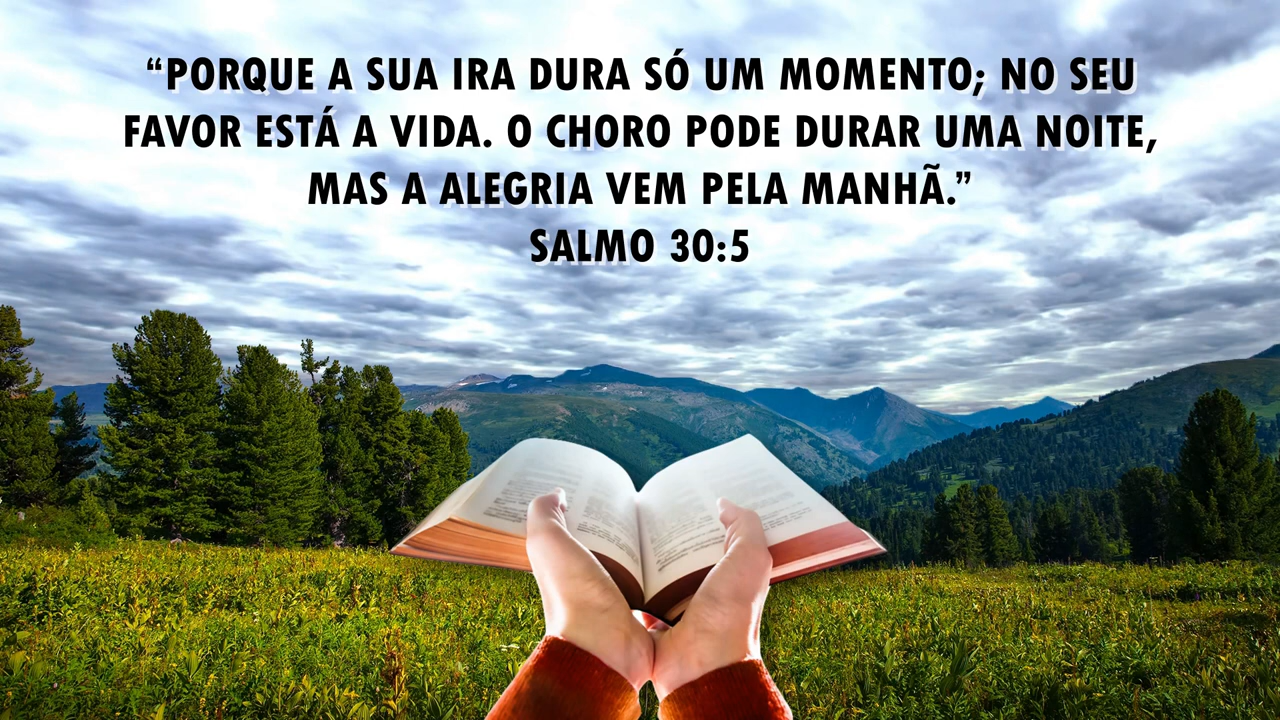 “PORQUE A SUA IRA DURA SÓ UM MOMENTO; NO SEU
FAVOR ESTÁ A VIDA. O CHORO PODE DURAR UMA NOITE,
MAS A ALEGRIA VEM PELA MANHÃ.”
SALMO 30:5